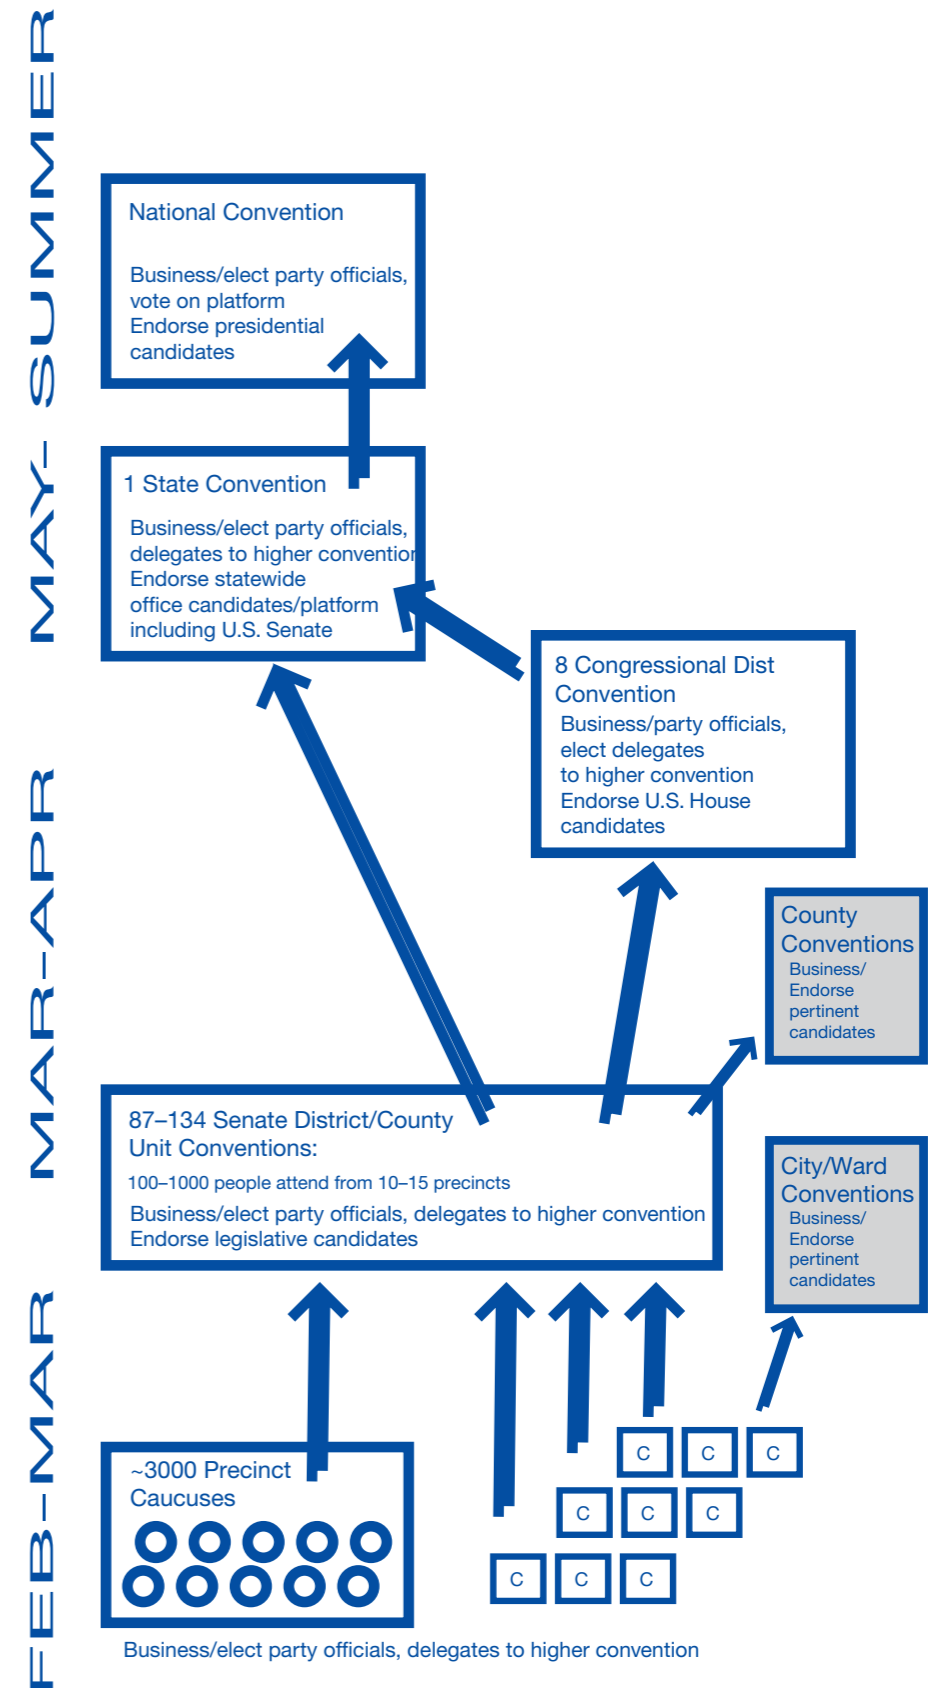 MAY- SUMMER
National Convention
Business/elect party officials,
vote on platform
Endorse presidential
candidates
1 State Convention
Business/elect party officials,
delegates to higher convention
Endorse statewide
office candidates/platform
including U.S. Senate
8 Congressional Dist
Convention
Business/party officials,
elect delegates
to higher convention
Endorse U.S. House
candidates
MAR-APR
County
Conventions
Business/
Endorse
pertinent
candidates
87–134 Senate District/County
Unit Conventions:
100–1000 people attend from 10–15 precincts
Business/elect party officials, delegates to higher convention
Endorse legislative candidates
City/Ward
Conventions
Business/
Endorse
pertinent
candidates
FEB-MAR
~3000 Precinct
Caucuses
C C C
C C C
C C C
Business/elect party officials, delegates to higher convention